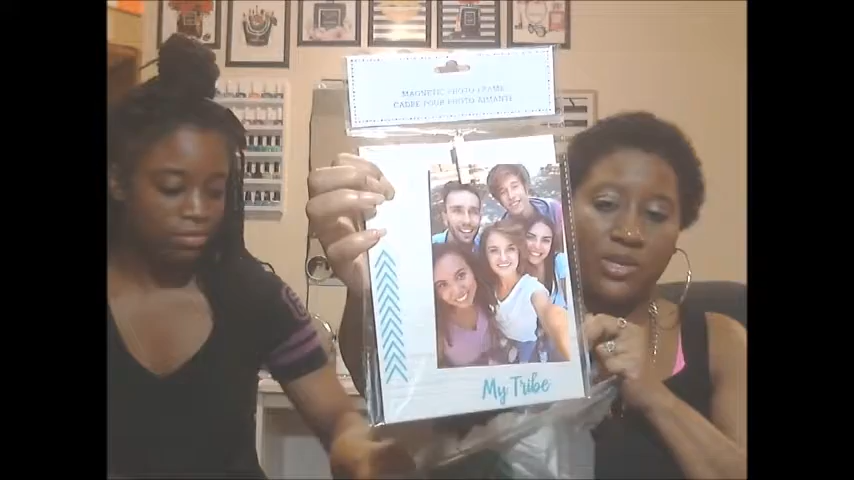 MAGNETIC PHOTO FRAME
CADRE POUR PHOTO AIMANTÉ
My Tribe